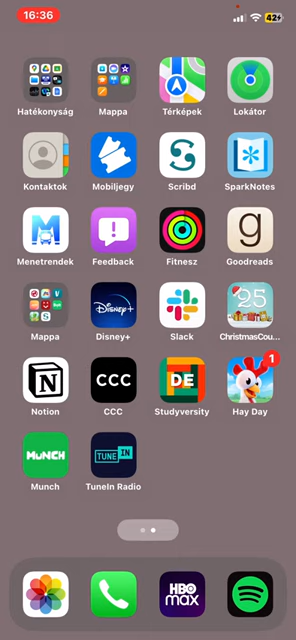 16:36
42
Hatékonyság
Mappa
Térképek
Lokátor
Kontaktok
Mobiljegy
Scribd
SparkNotes
Menetrendek
Feedback
Fitnesz
g
Goodreads
Mappa
Disney+
Disney+
Slack
25
ChristmasCou...
N
Notion
CCC
CCC
DE
Studyversity
1
Hay Day
MUNCH
Munch
TUNE IN
TuneIn Radio
HBO
max